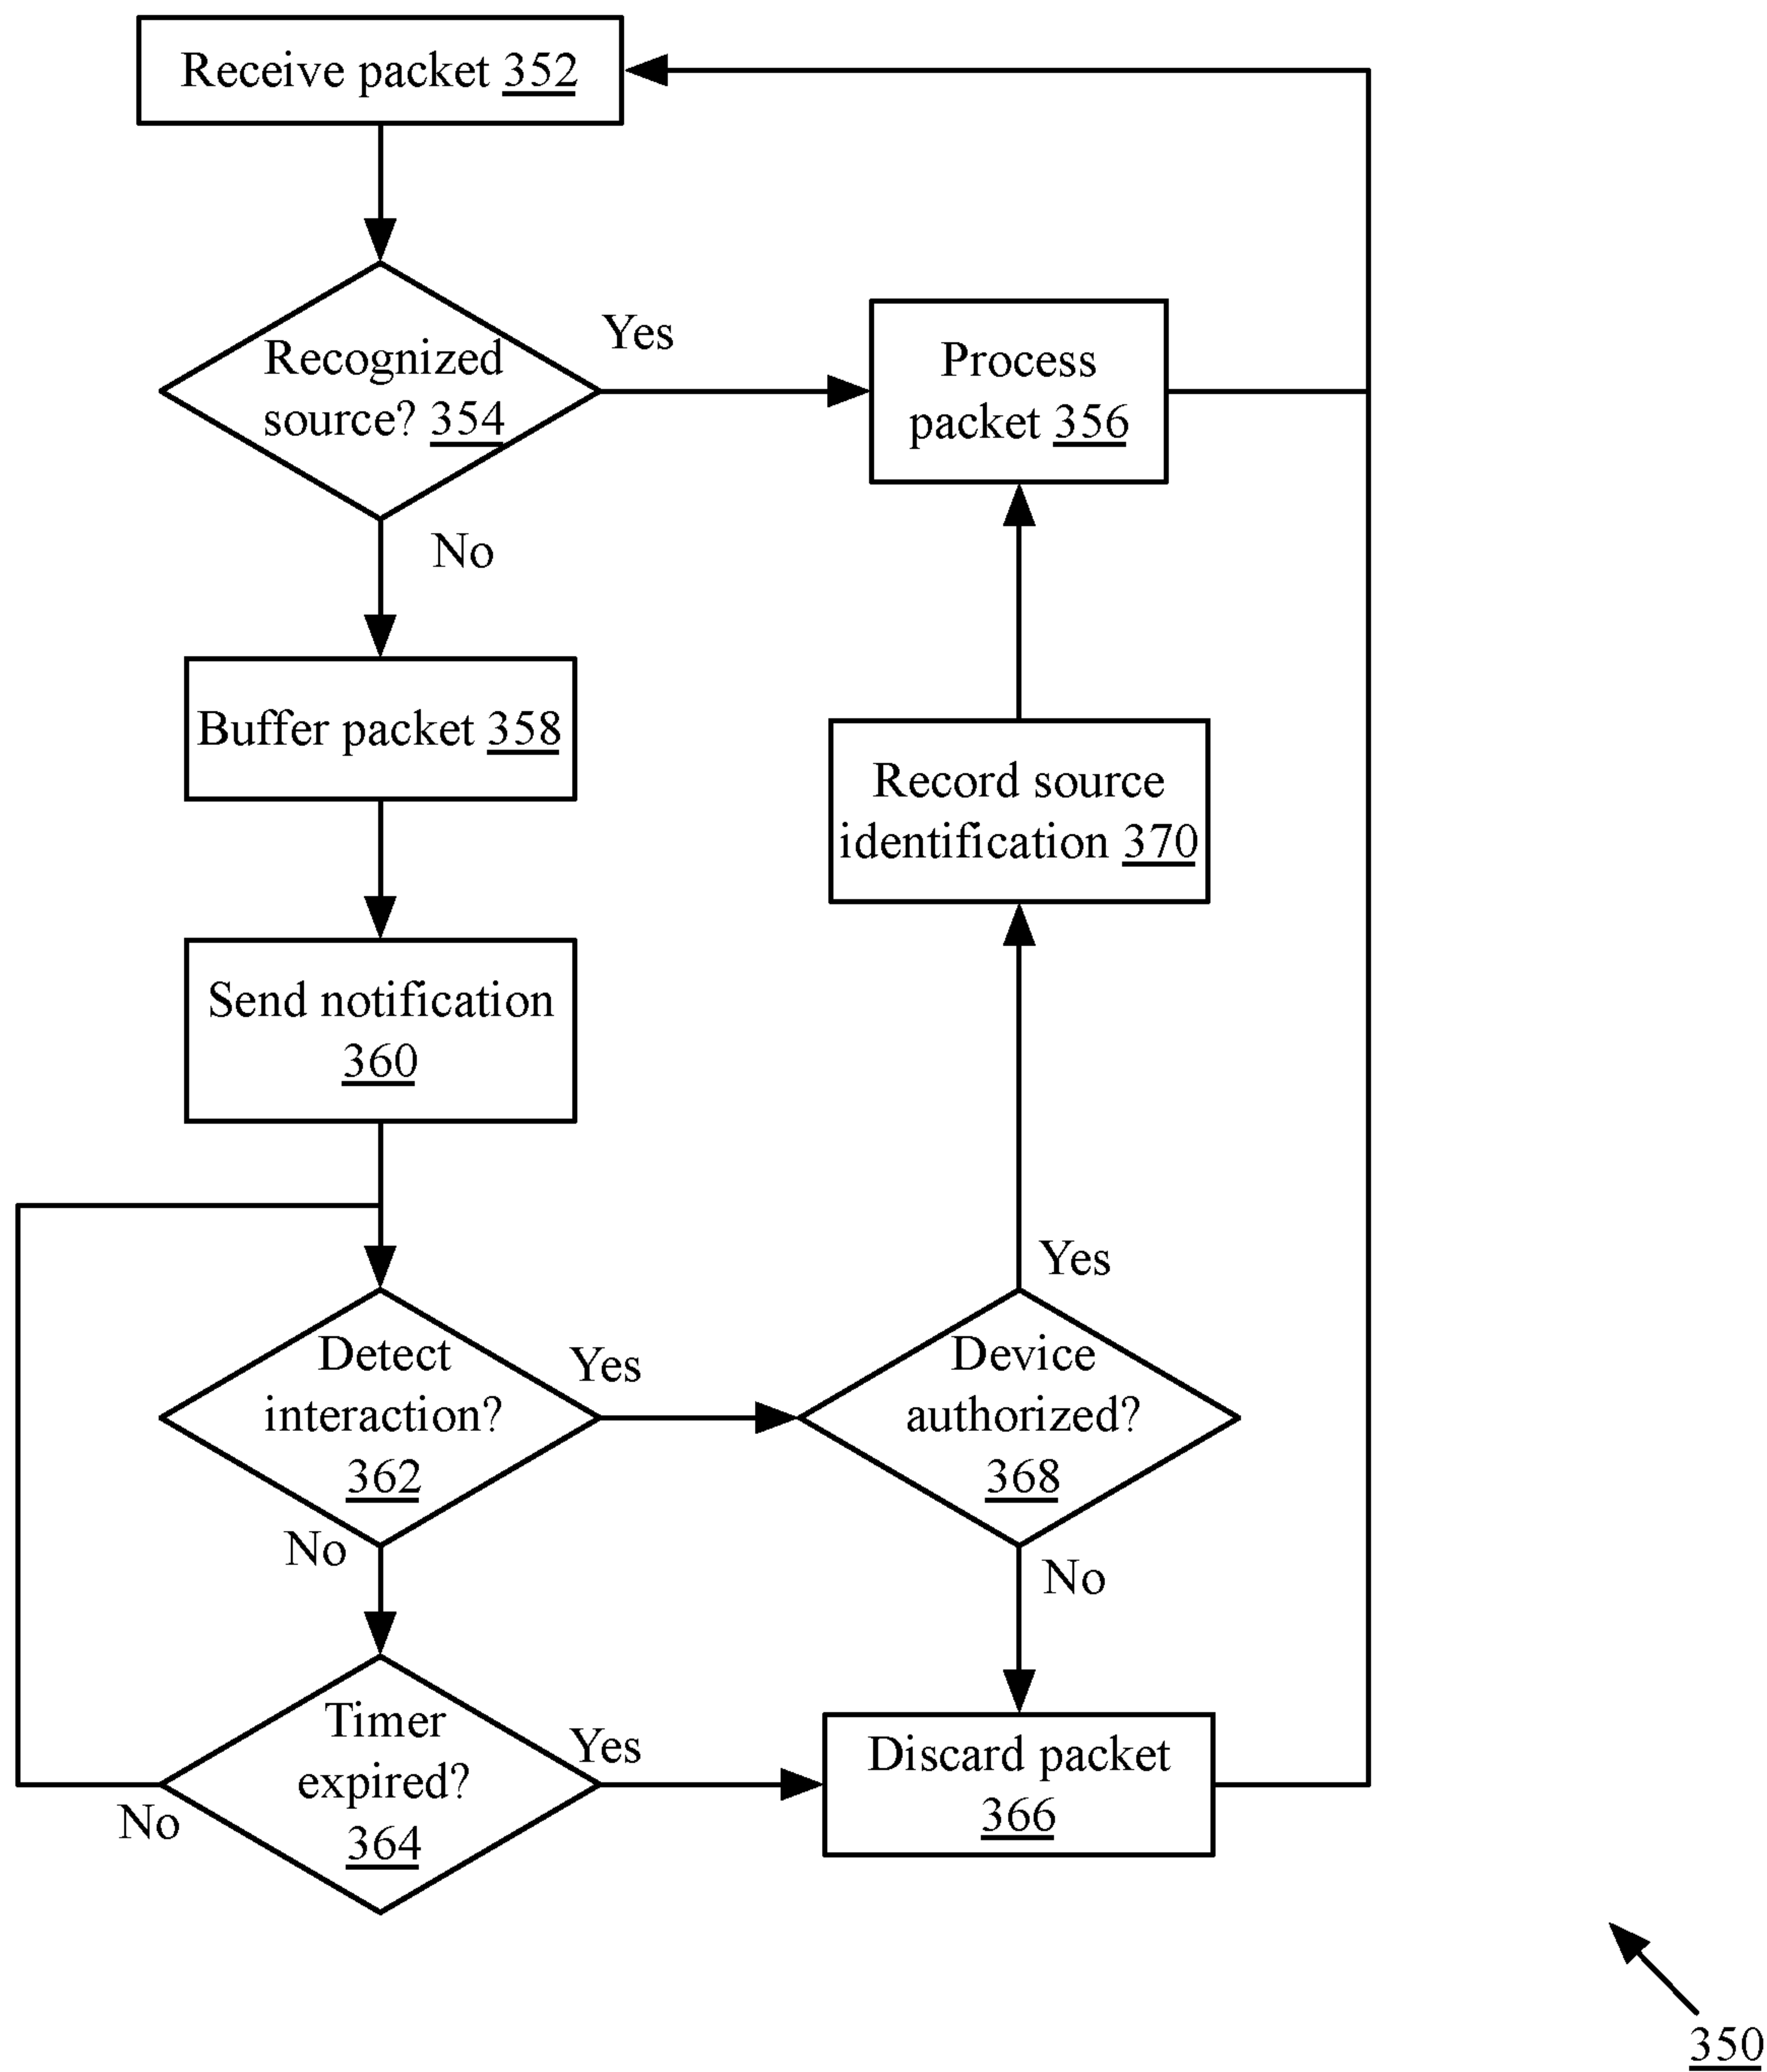 Receive packet 352
Recognized
source? 354
Yes
Process
packet 356
No
Buffer packet 358
Record source
identification 370
Send notification
360
Detect
interaction?
362
Yes
No
Device
authorized?
368
Yes
No
Timer
expired?
364
Yes
No
Discard packet
366
350